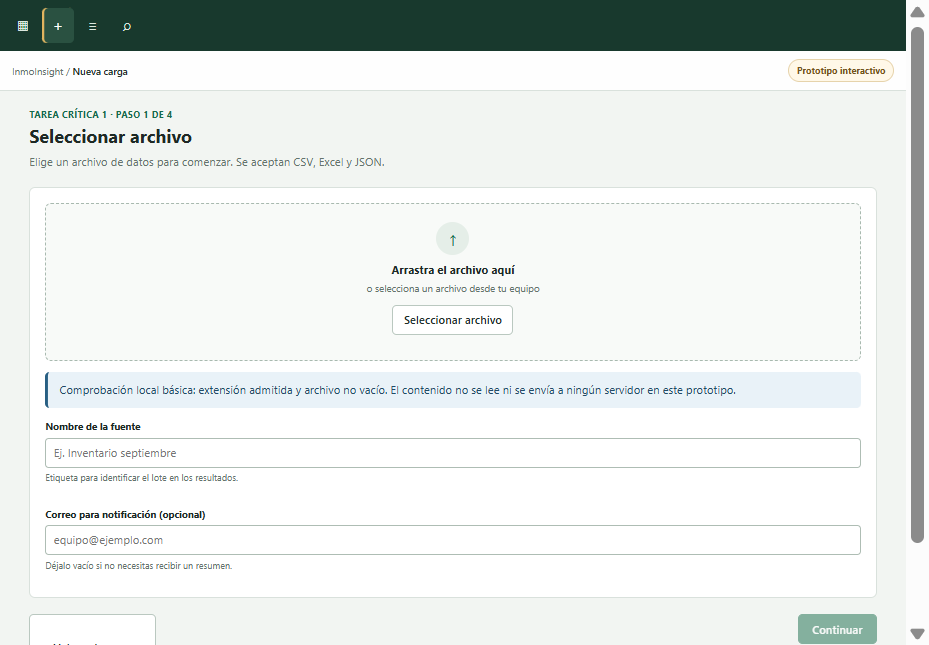 InmoInsight / Nueva carga
Prototipo interactivo
TAREA CRÍTICA 1 · PASO 1 DE 4
Seleccionar archivo
Elige un archivo de datos para comenzar. Se aceptan CSV, Excel y JSON.
↑
Arrastra el archivo aquí
o selecciona un archivo desde tu equipo
Seleccionar archivo
Comprobación local básica: extensión admitida y archivo no vacío. El contenido no se lee ni se envía a ningún servidor en este prototipo.
Nombre de la fuente
Ej. Inventario septiembre
Etiqueta para identificar el lote en los resultados.
Correo para notificación (opcional)
equipo@ejemplo.com
Déjalo vacío si no necesitas recibir un resumen.
Continuar